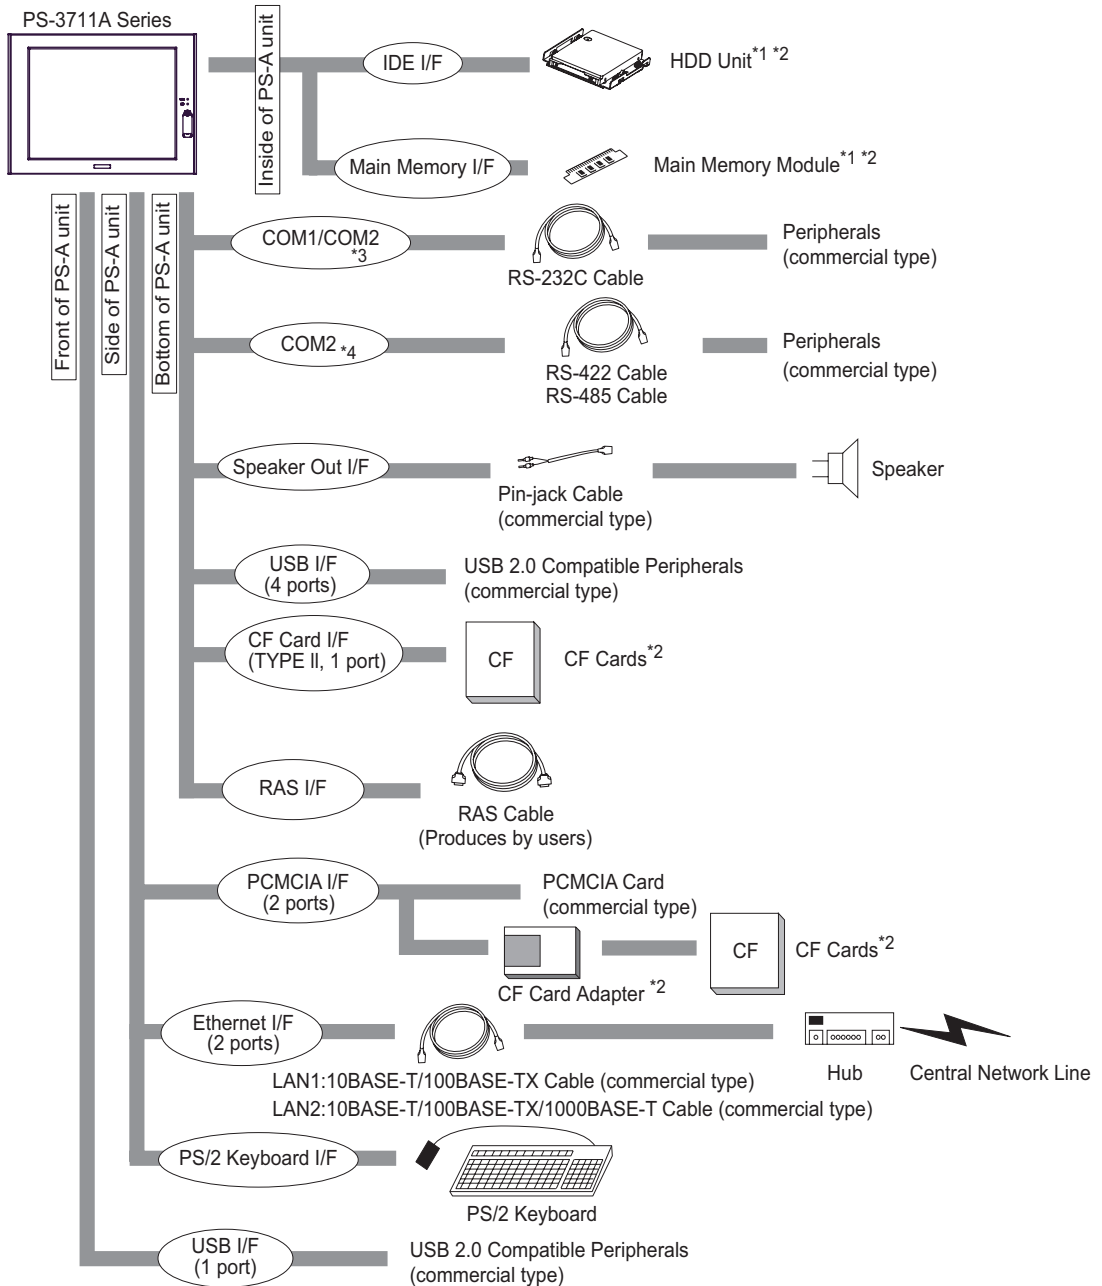 PS-3711A Series
Inside of PS-A unit
IDE I/F
HDD Unit*1 *2
Main Memory I/F
Main Memory Module*1 *2
Front of PS-A unit
Side of PS-A unit
Bottom of PS-A unit
COM1/COM2
*3
RS-232C Cable
Peripherals
(commercial type)
COM2 *4
RS-422 Cable
RS-485 Cable
Peripherals
(commercial type)
Speaker Out I/F
Pin-jack Cable
(commercial type)
Speaker
USB I/F
(4 ports)
USB 2.0 Compatible Peripherals
(commercial type)
CF Card I/F
(TYPE II, 1 port)
CF
CF Cards*2
RAS I/F
RAS Cable
(Produces by users)
PCMCIA I/F
(2 ports)
PCMCIA Card
(commercial type)
CF Card Adapter *2
CF
CF Cards*2
Ethernet I/F
(2 ports)
Hub
Central Network Line
LAN1:10BASE-T/100BASE-TX Cable (commercial type)
LAN2:10BASE-T/100BASE-TX/1000BASE-T Cable (commercial type)
PS/2 Keyboard I/F
PS/2 Keyboard
USB I/F
(1 port)
USB 2.0 Compatible Peripherals
(commercial type)